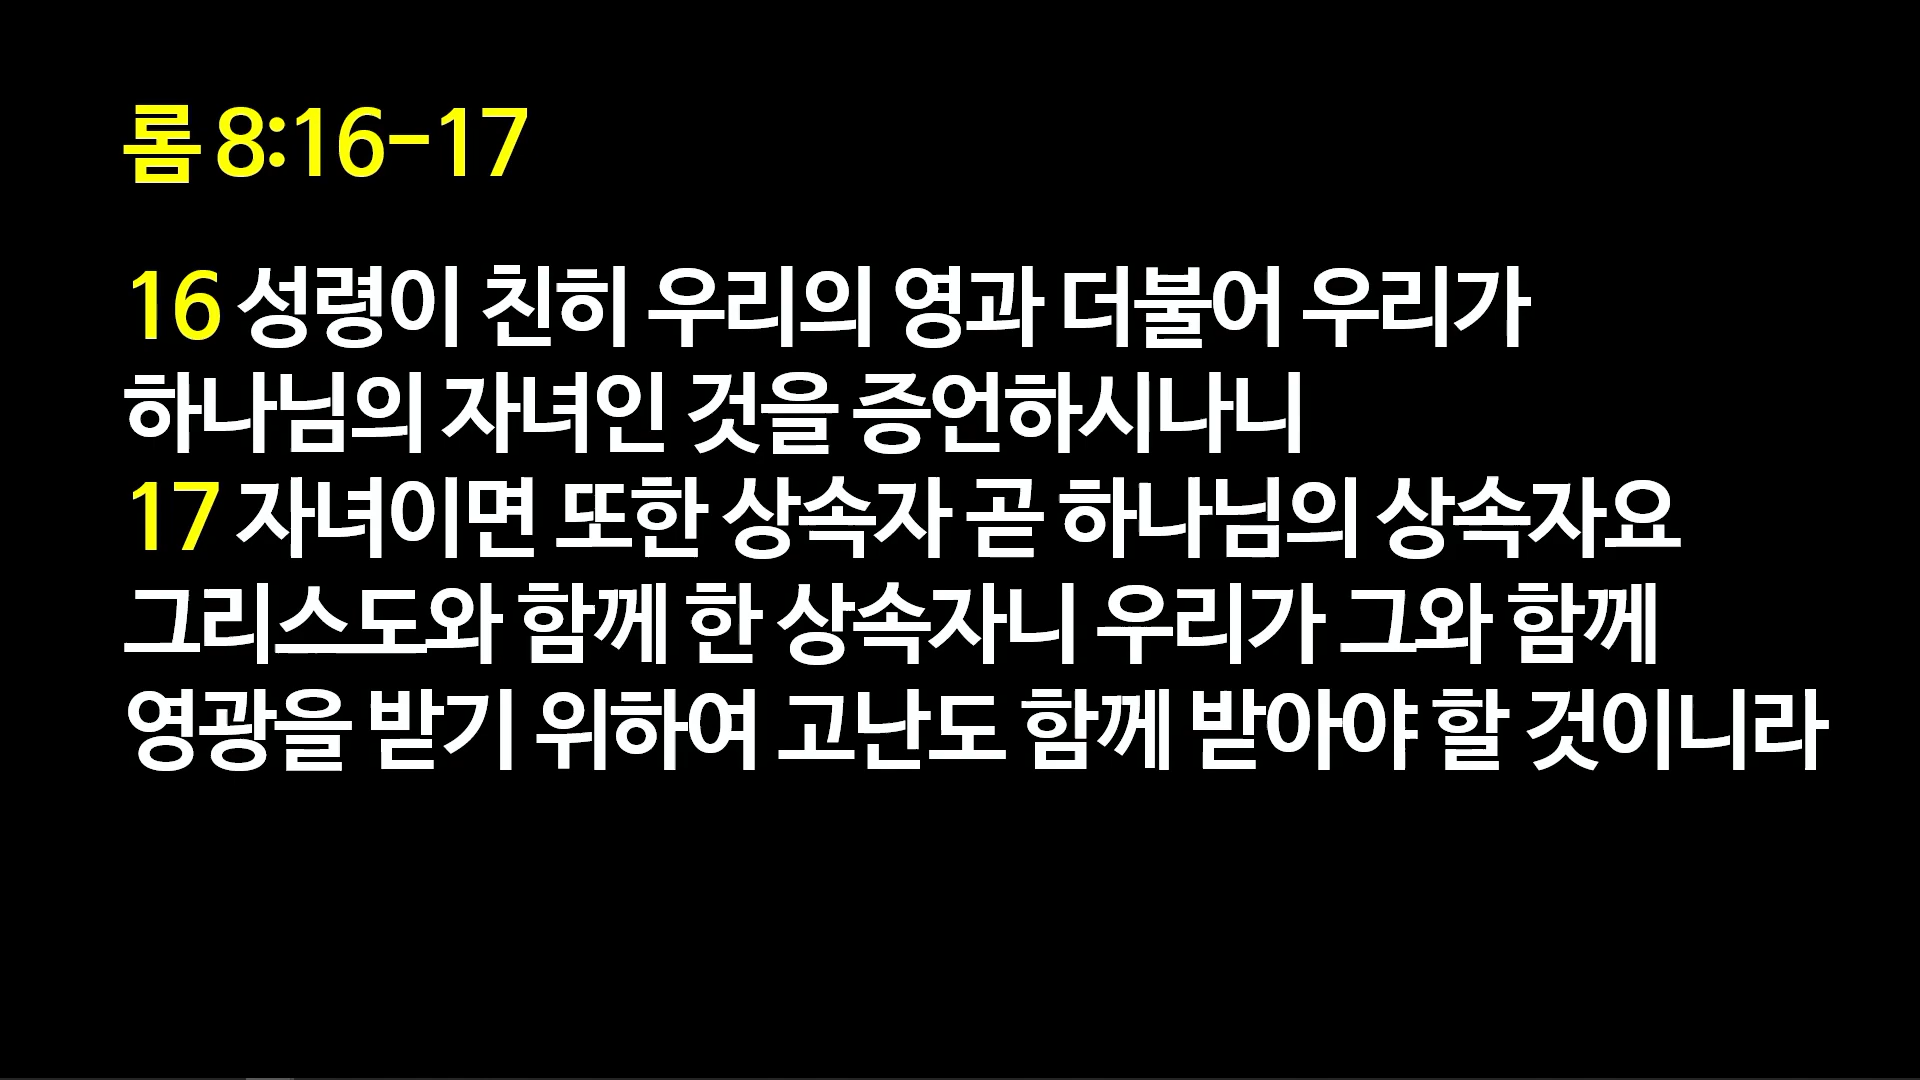 롬 8:16-17
16 성령이 친히 우리의 영과 더불어 우리가
하나님의 자녀인 것을 증언하시나니
17 자녀이면 또한 상속자 곧 하나님의 상속자요
그리스도와 함께 한 상속자니 우리가 그와 함께
영광을 받기 위하여 고난도 함께 받아야 할 것이니라